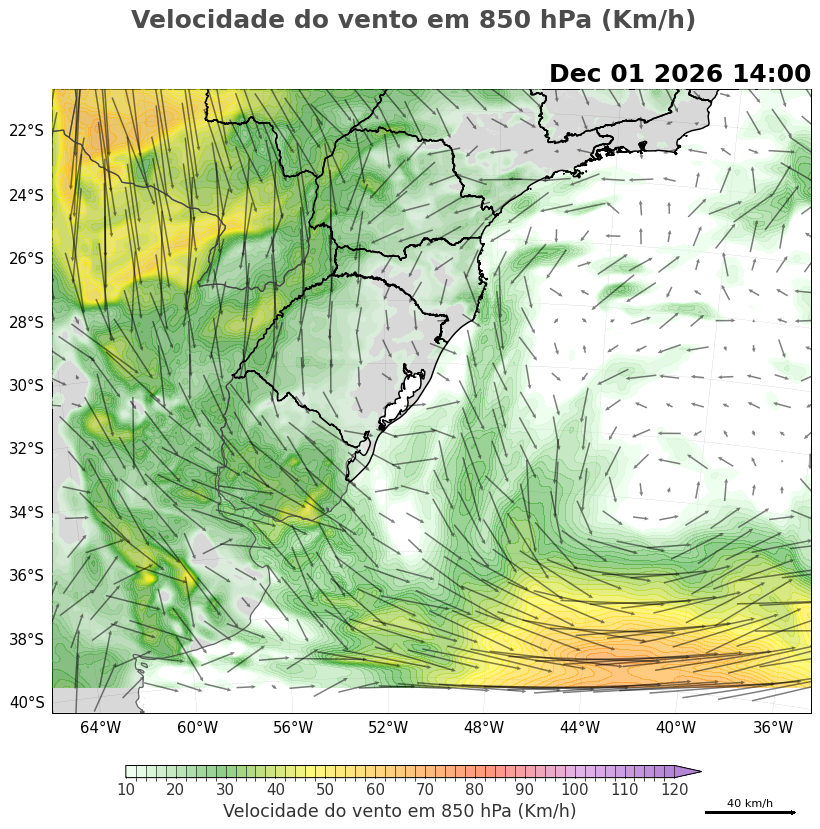 Velocidade do vento em 850 hPa (Km/h)
Dec 01 2026 14:00
22°S
24°S
26°S
28°S
30°S
32°S
34°S
36°S
38°S
40°S
64°W 60°W 56°W 52°W 48°W 44°W 40°W 36°W
10 20 30 40 50 60 70 80 90 100 110 120
Velocidade do vento em 850 hPa (Km/h)
40 km/h